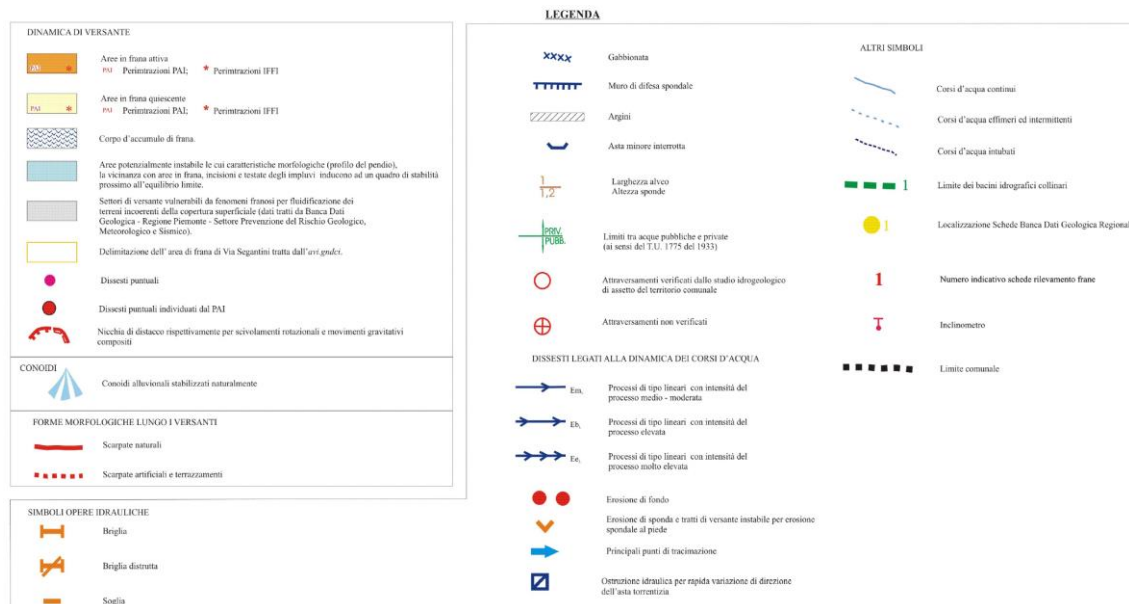 LEGENDA
DINAMICA DI VERSANTE
PAI *
Aree in frana attiva
PAI Perimtrazioni PAI; * Perimtrazioni IFFI
PAI *
Aree in frana quiescente
PAI Perimtrazioni PAI; * Perimtrazioni IFFI
Corpo d'accumulo di frana.
Aree potenzialmente instabile le cui caratteristiche morfologiche (profilo del pendio),
la vicinanza con aree in frana, incisioni e testate degli impluvi inducono ad un quadro di stabilità
prossimo all'equilibrio limite.
Settori di versante vulnerabili da fenomeni franosi per fluidificazione dei
terreni incoerenti della copertura superficiale (dati tratti da Banca Dati
Geologica - Regione Piemonte - Settore Prevenzione del Rischio Geologico,
Meteorologico e Sismico).
Delimitazione dell' area di frana di Via Segantini tratta dall'avi.gndci.
Dissesti puntuali
Dissesti puntuali individuati dal PAI
Nicchia di distacco rispettivamente per scivolamenti rotazionali e movimenti gravitativi
compositi
CONOIDI
Conoidi alluvionali stabilizzati naturalmente
FORME MORFOLOGICHE LUNGO I VERSANTI
Scarpate naturali
Scarpate artificiali e terrazzamenti
SIMBOLI OPERE IDRAULICHE
Briglia
Briglia distrutta
Soglia
xxxx
Gabbionata
Muro di difesa spondale
Argini
Asta minore interrotta
1
1,2
Larghezza alveo
Altezza sponde
PRIV.
PUBB.
Limiti tra acque pubbliche e private
(ai sensi del T.U. 1775 del 1933)
Attraversamenti verificati dallo studio idrogeologico
di assetto del territorio comunale
Attraversamenti non verificati
DISSESTI LEGATI ALLA DINAMICA DEI CORSI D'ACQUA
Em,
Processi di tipo lineari con intensità del
processo medio - moderata
Eb,
Processi di tipo lineari con intensità del
processo elevata
Ee,
Processi di tipo lineari con intensità del
processo molto elevata
Erosione di fondo
Erosione di sponda e tratti di versante instabile per erosione
spondale al piede
Principali punti di tracimazione
Ostruzione idraulica per rapida variazione di direzione
dell'asta torrentizia
ALTRI SIMBOLI
Corsi d'acqua continui
Corsi d'acqua effimeri ed intermittenti
Corsi d'acqua intubati
1
Limite dei bacini idrografici collinari
1
Localizzazione Schede Banca Dati Geologica Regional
1
Numero indicativo schede rilevamento frane
Inclinometro
Limite comunale